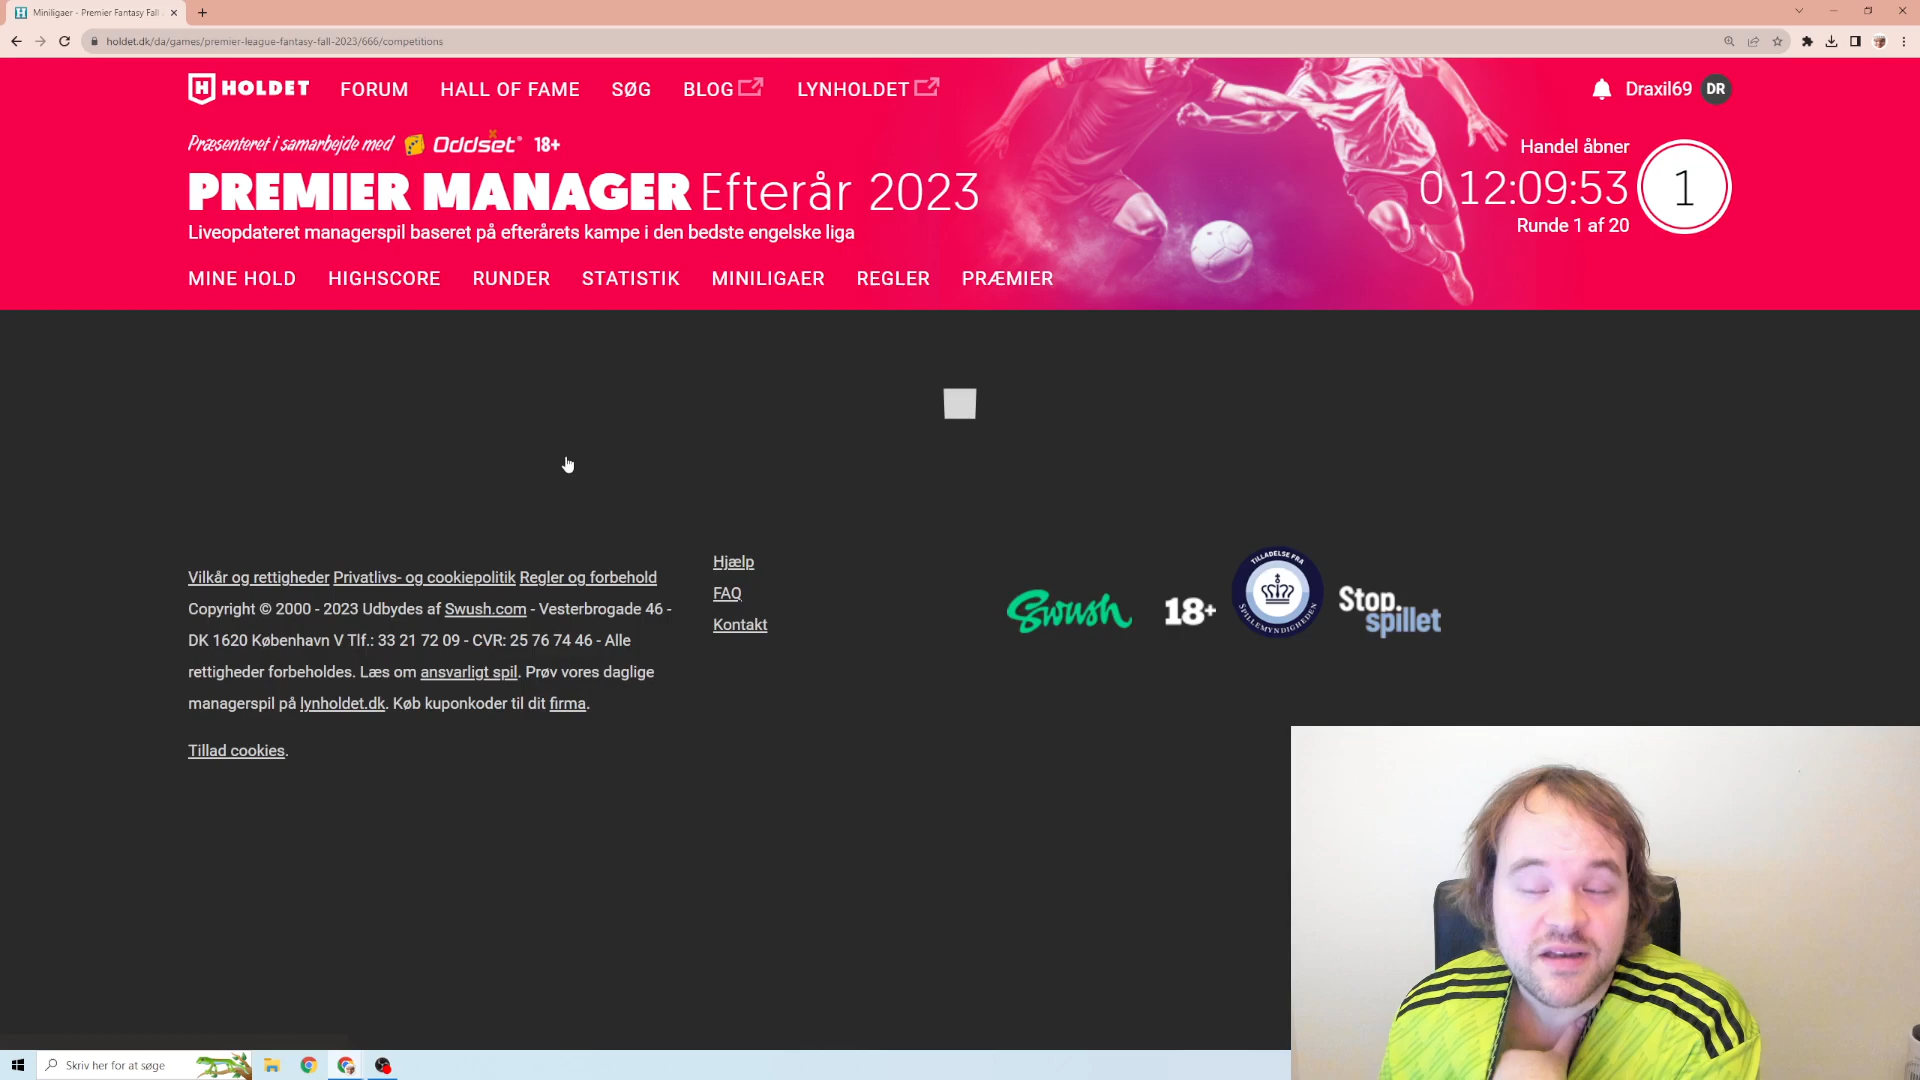 Miniligaer - Premier Fantasy Fall
holdet.dk/da/games/premier-league-fantasy-fall-2023/666/competitions
HOLDET FORUM HALL OF FAME SØG BLOG LYNHOLDET Draxil69 DR
Præsenteret i samarbejde med Oddset 18+
Handel åbner
PREMIER MANAGER Efterår 2023
0 12:09:53 1
Runde 1 af 20
Liveopdateret managerspil baseret på efterårets kampe i den bedste engelske liga
MINE HOLD HIGHSCORE RUNDER STATISTIK MINILIGAER REGLER PRÆMIER
Vilkår og rettigheder Privatlivs- og cookiepolitik Regler og forbehold
Copyright © 2000 - 2023 Udbydes af Swush.com - Vesterbrogade 46 -
DK 1620 København V Tlf.: 33 21 72 09 - CVR: 25 76 74 46 - Alle
rettigheder forbeholdes. Læs om ansvarligt spil. Prøv vores daglige
managerspil på lynholdet.dk. Køb kuponkoder til dit firma.
Tillad cookies.
Hjælp
FAQ
Kontakt
Swush 18+ TILLADELSE FRA SPILLEMYNDIGHEDEN Stop.
spillet
Skriv her for at søge